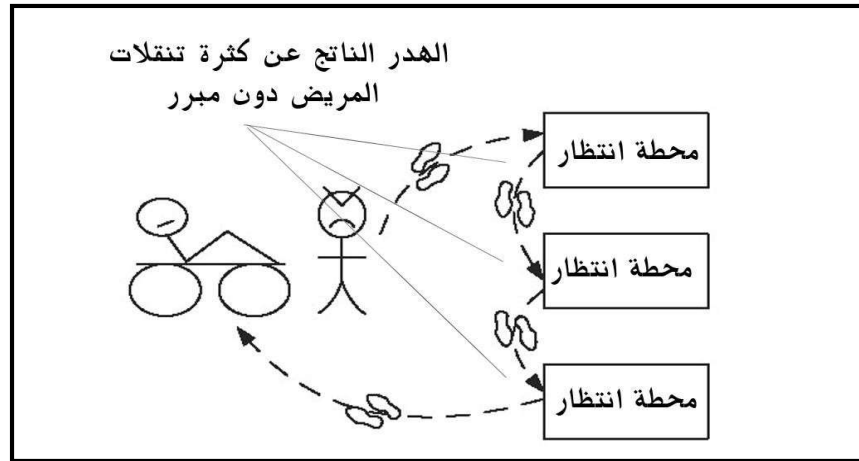 الهدر الناتج عن كثرة تنقلات
المريض دون مبرر
محطة انتظار
محطة انتظار
محطة انتظار